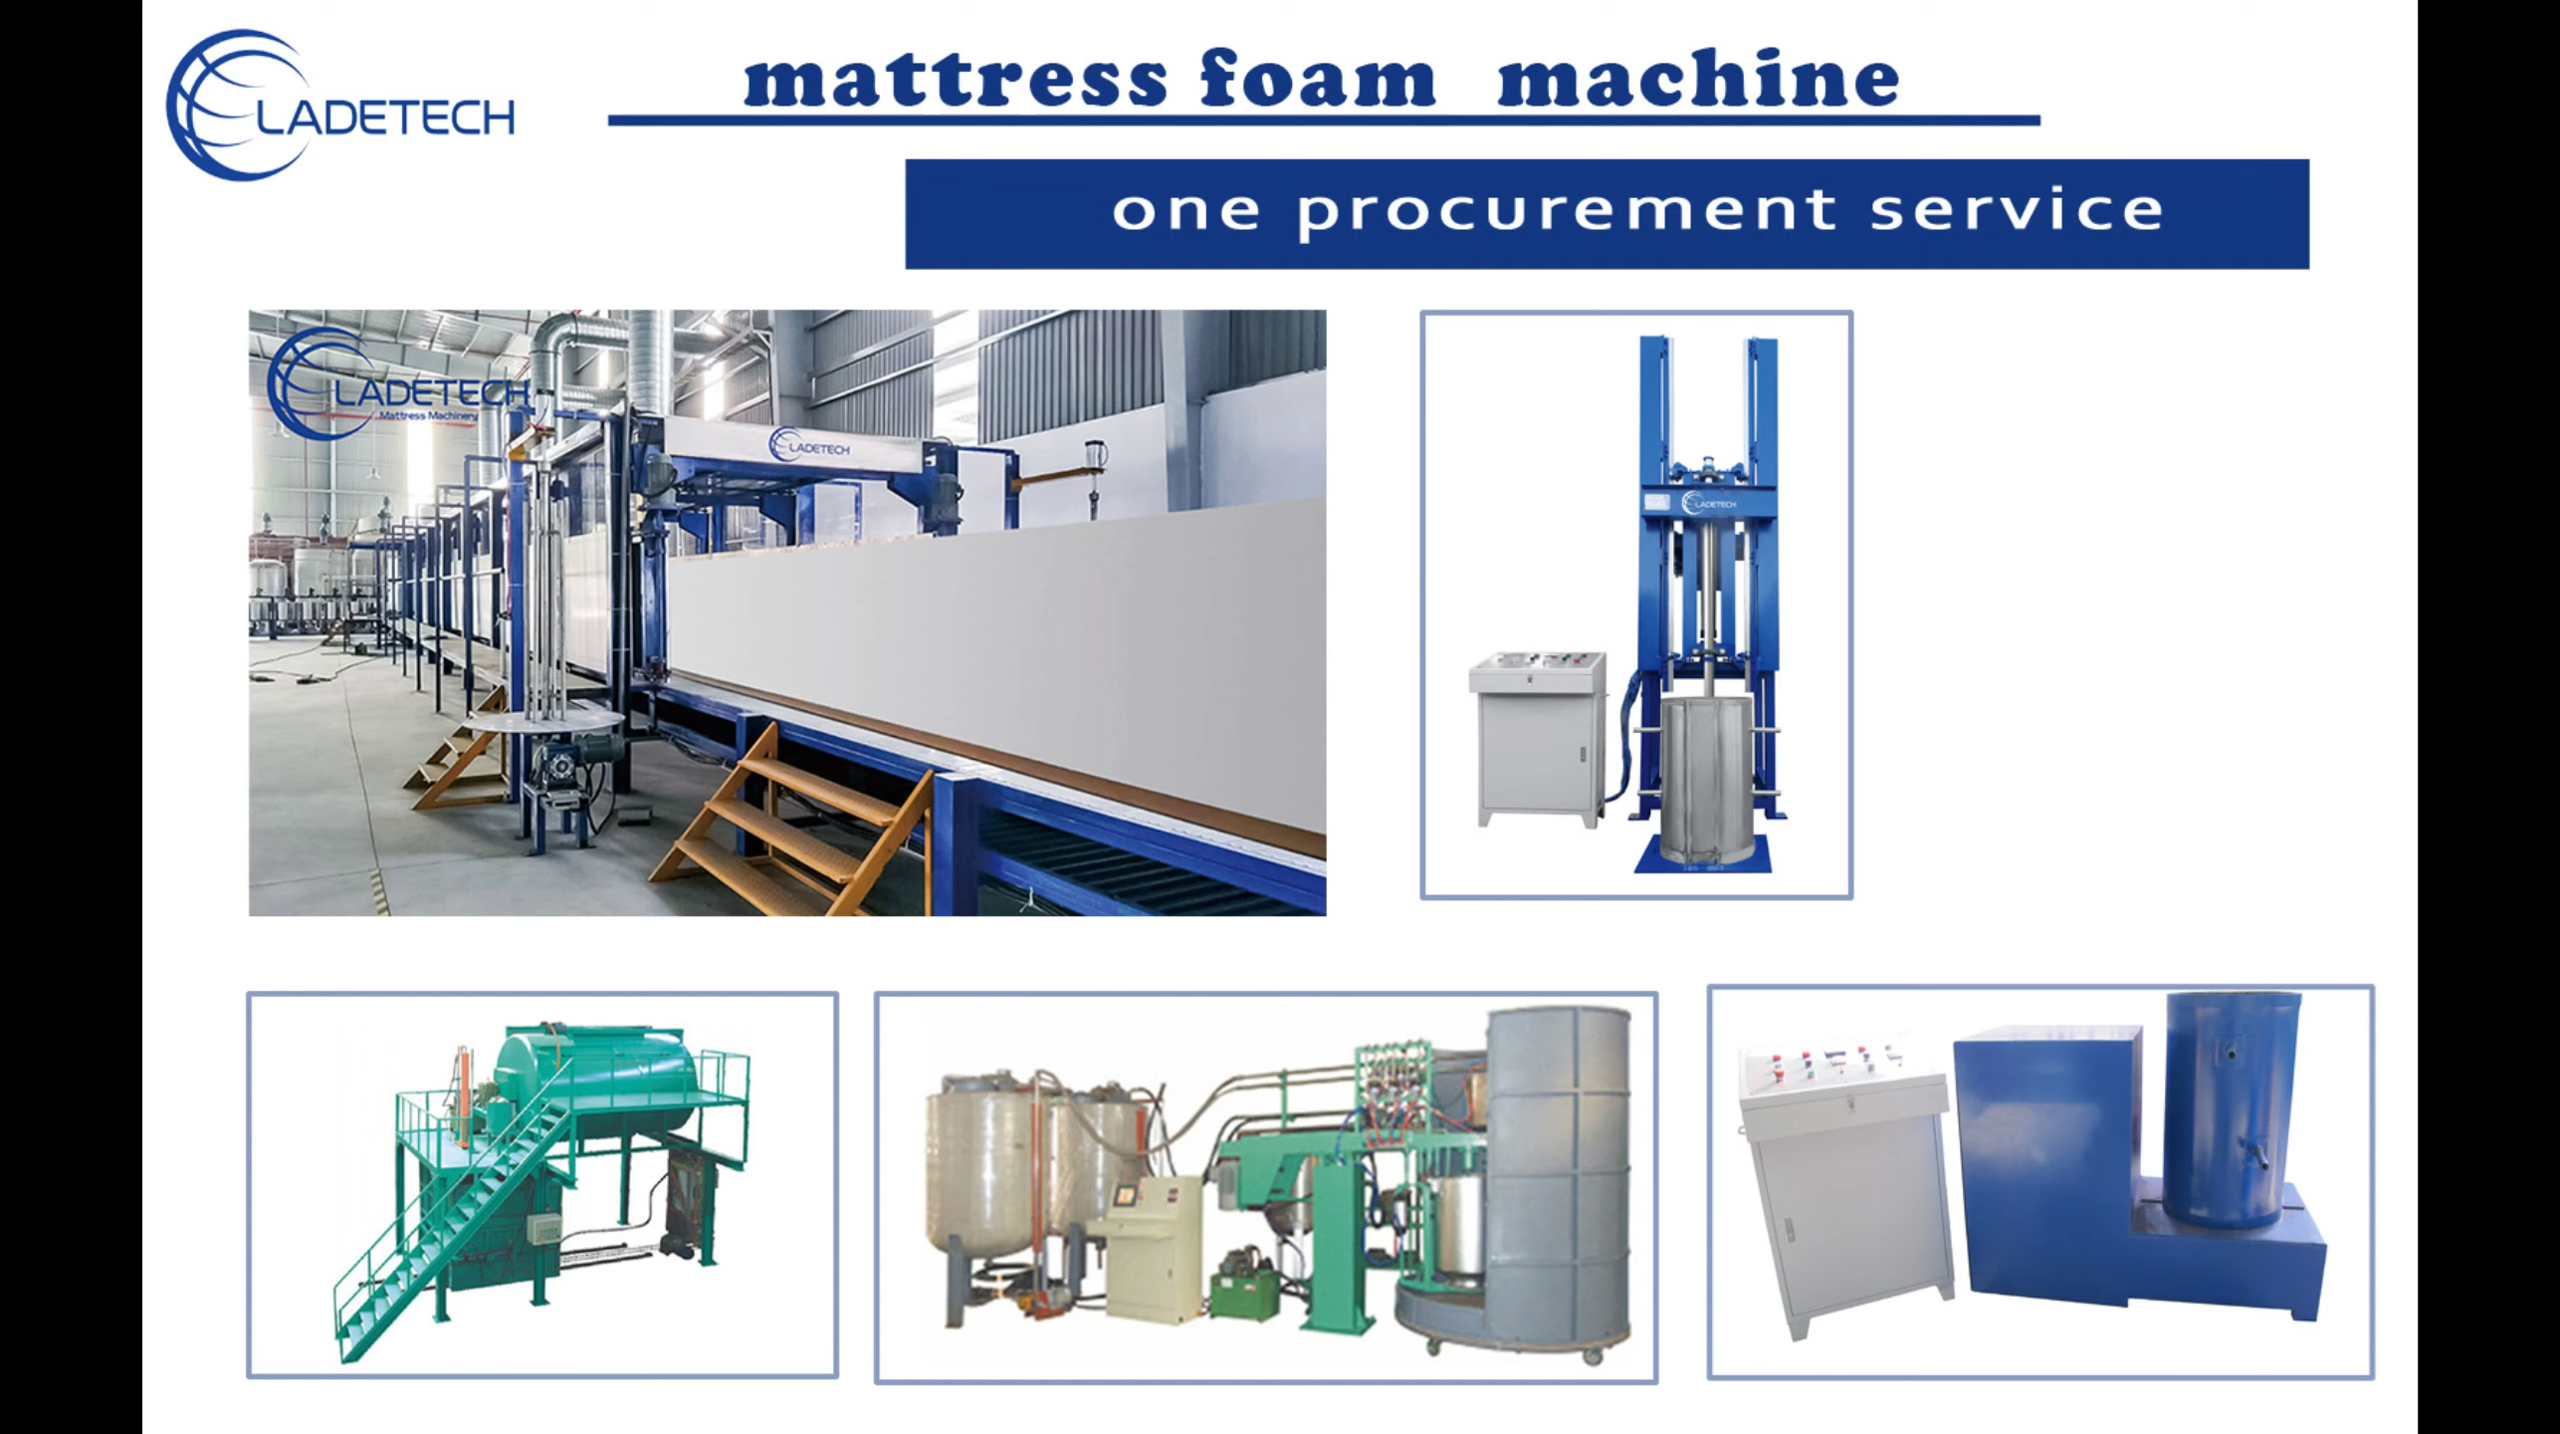 LADETECH
mattress foam machine
one procurement service
LADETECH
Mattress Machinery
LADETECH
LADETECH